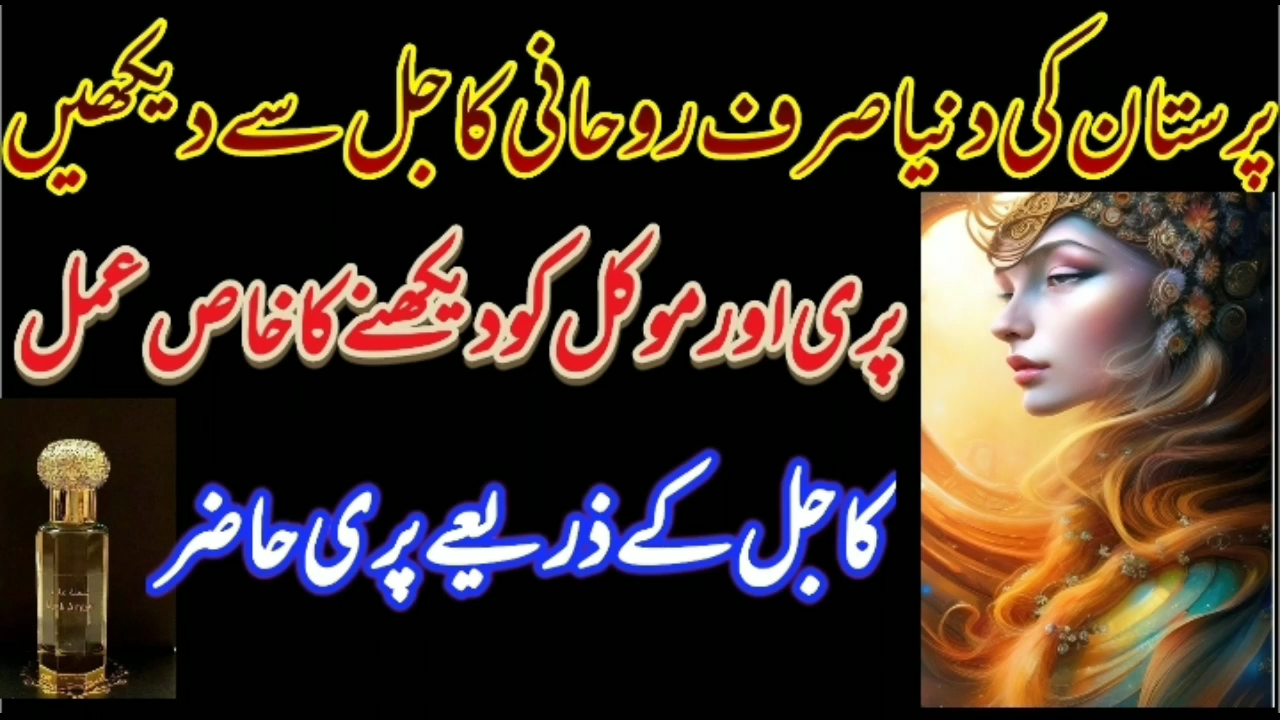 پرستان کی دنیا صرف روحانی کاجل سے دیکھیں
پری اور موکل کو دیکھنے کا خاص عمل
کاجل کے ذریعے پری حاضر